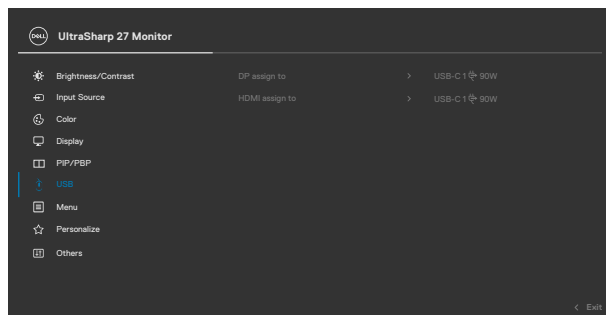 DELL UltraSharp 27 Monitor
Brightness/Contrast DP assign to > USB-C 1 90W
Input Source HDMI assign to > USB-C 1 90W
Color
Display
PIP/PBP
USB
Menu
Personalize
Others
< Exit